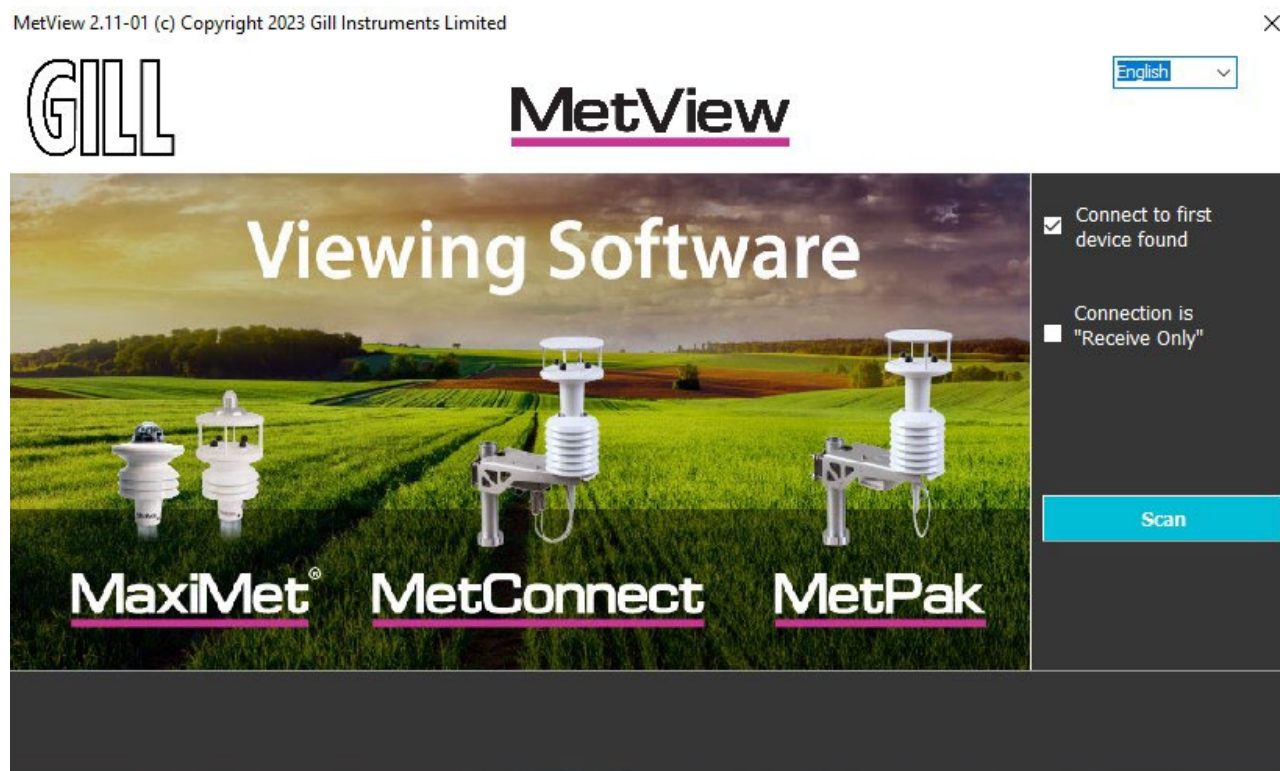 MetView 2.11-01 (c) Copyright 2023 Gill Instruments Limited
GILL
MetView
English
Viewing Software
Connect to first
device found
Connection is
"Receive Only"
Scan
MaxiMet®
MetConnect
MetPak